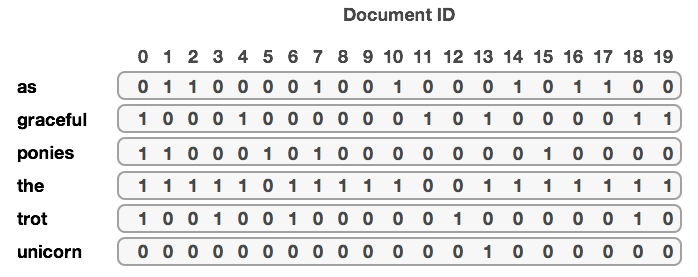 Document ID
0 1 2 3 4 5 6 7 8 9 10 11 12 13 14 15 16 17 18 19
as 0 1 1 0 0 0 0 1 0 0 1 0 0 0 1 0 1 1 0 0
graceful 1 0 0 0 1 0 0 0 0 0 0 1 0 1 0 0 0 0 1 1
ponies 1 1 0 0 0 1 0 1 0 0 0 0 0 0 0 1 0 0 0 0
the 1 1 1 1 1 0 1 1 1 1 1 0 0 1 1 1 1 1 1 1
trot 1 0 0 1 0 0 1 0 0 0 0 0 1 0 0 0 0 0 1 0
unicorn 0 0 0 0 0 0 0 0 0 0 0 0 0 1 0 0 0 0 0 0